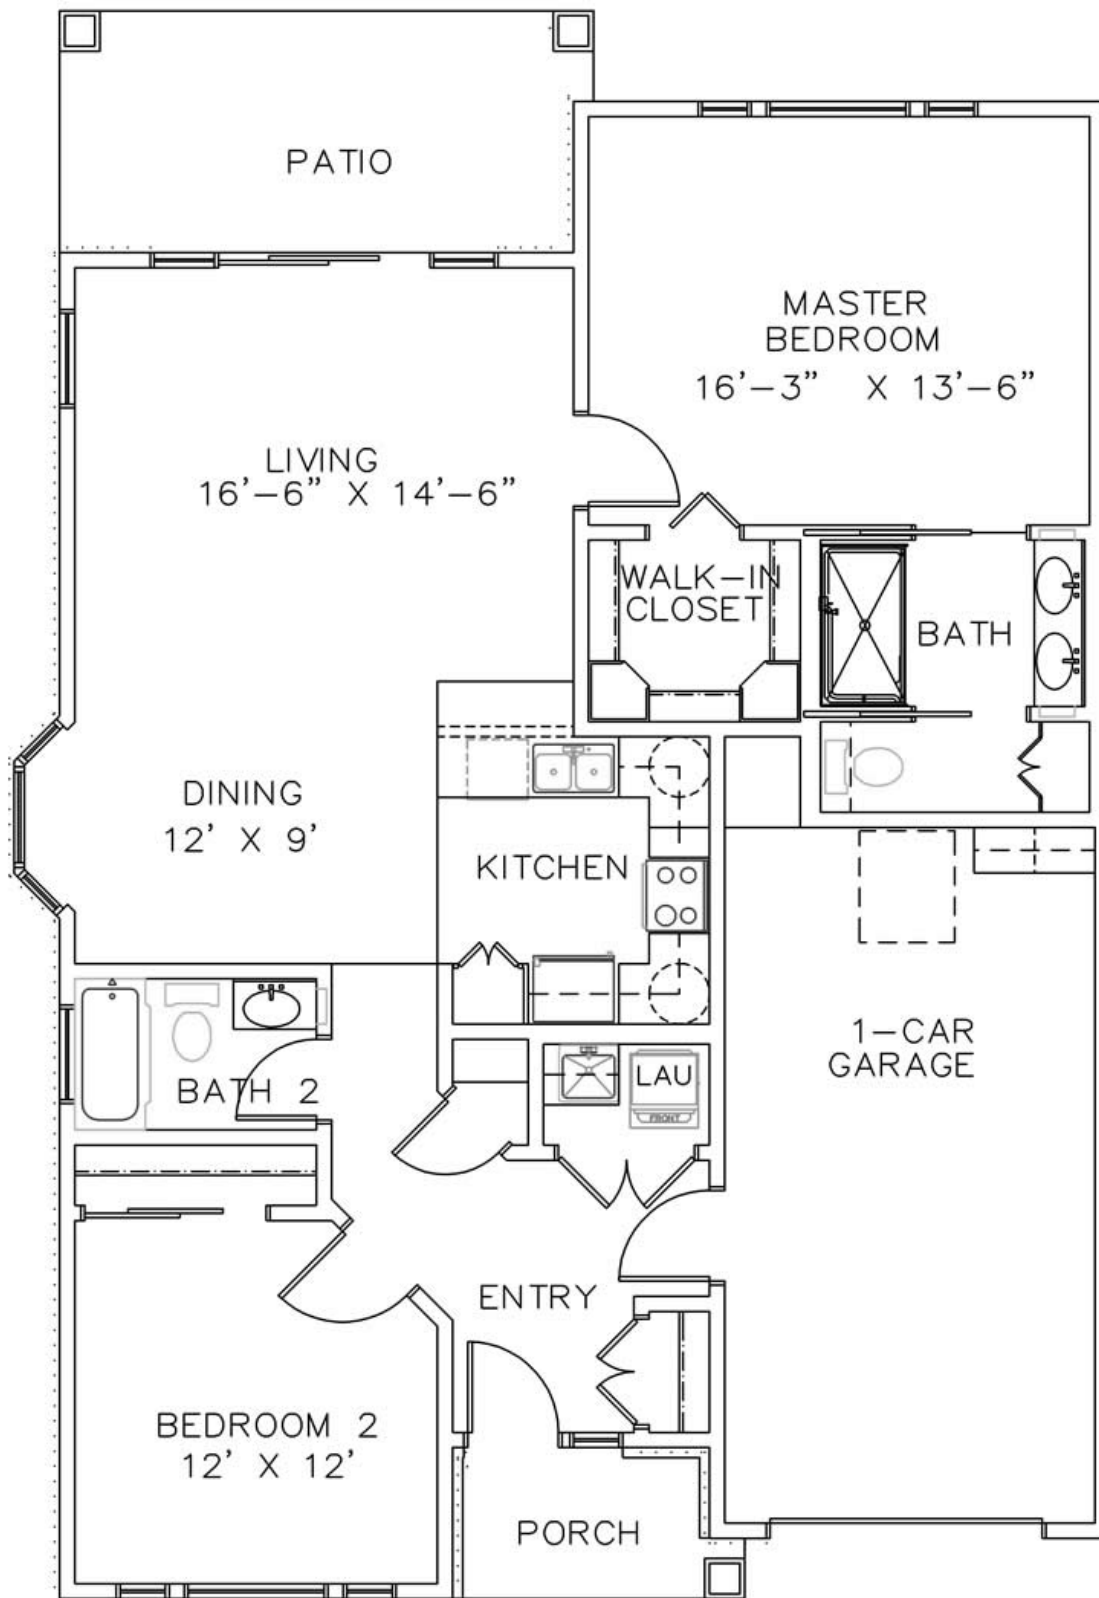 PATIO
MASTER
BEDROOM
16'-3" X 13'-6"
LIVING
16'-6" X 14'-6"
WALK-IN
CLOSET
BATH
DINING
12' X 9'
KITCHEN
1-CAR
GARAGE
LAU
FRONT
BATH 2
ENTRY
BEDROOM 2
12' X 12'
PORCH